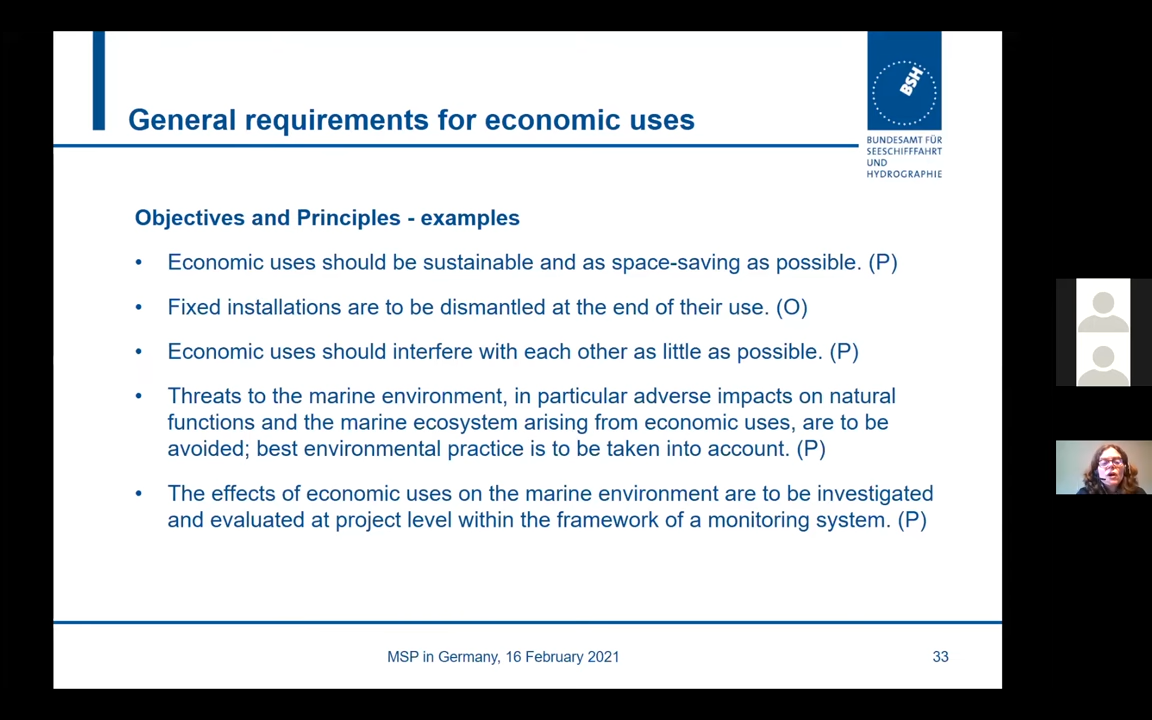 BSH
General requirements for economic uses
BUNDESAMT FÜR
SEESCHIFFFAHRT
UND
HYDROGRAPHIE
Objectives and Principles - examples
• Economic uses should be sustainable and as space-saving as possible. (P)
• Fixed installations are to be dismantled at the end of their use. (O)
• Economic uses should interfere with each other as little as possible. (P)
• Threats to the marine environment, in particular adverse impacts on natural
functions and the marine ecosystem arising from economic uses, are to be
avoided; best environmental practice is to be taken into account. (P)
• The effects of economic uses on the marine environment are to be investigated
and evaluated at project level within the framework of a monitoring system. (P)
MSP in Germany, 16 February 2021
33